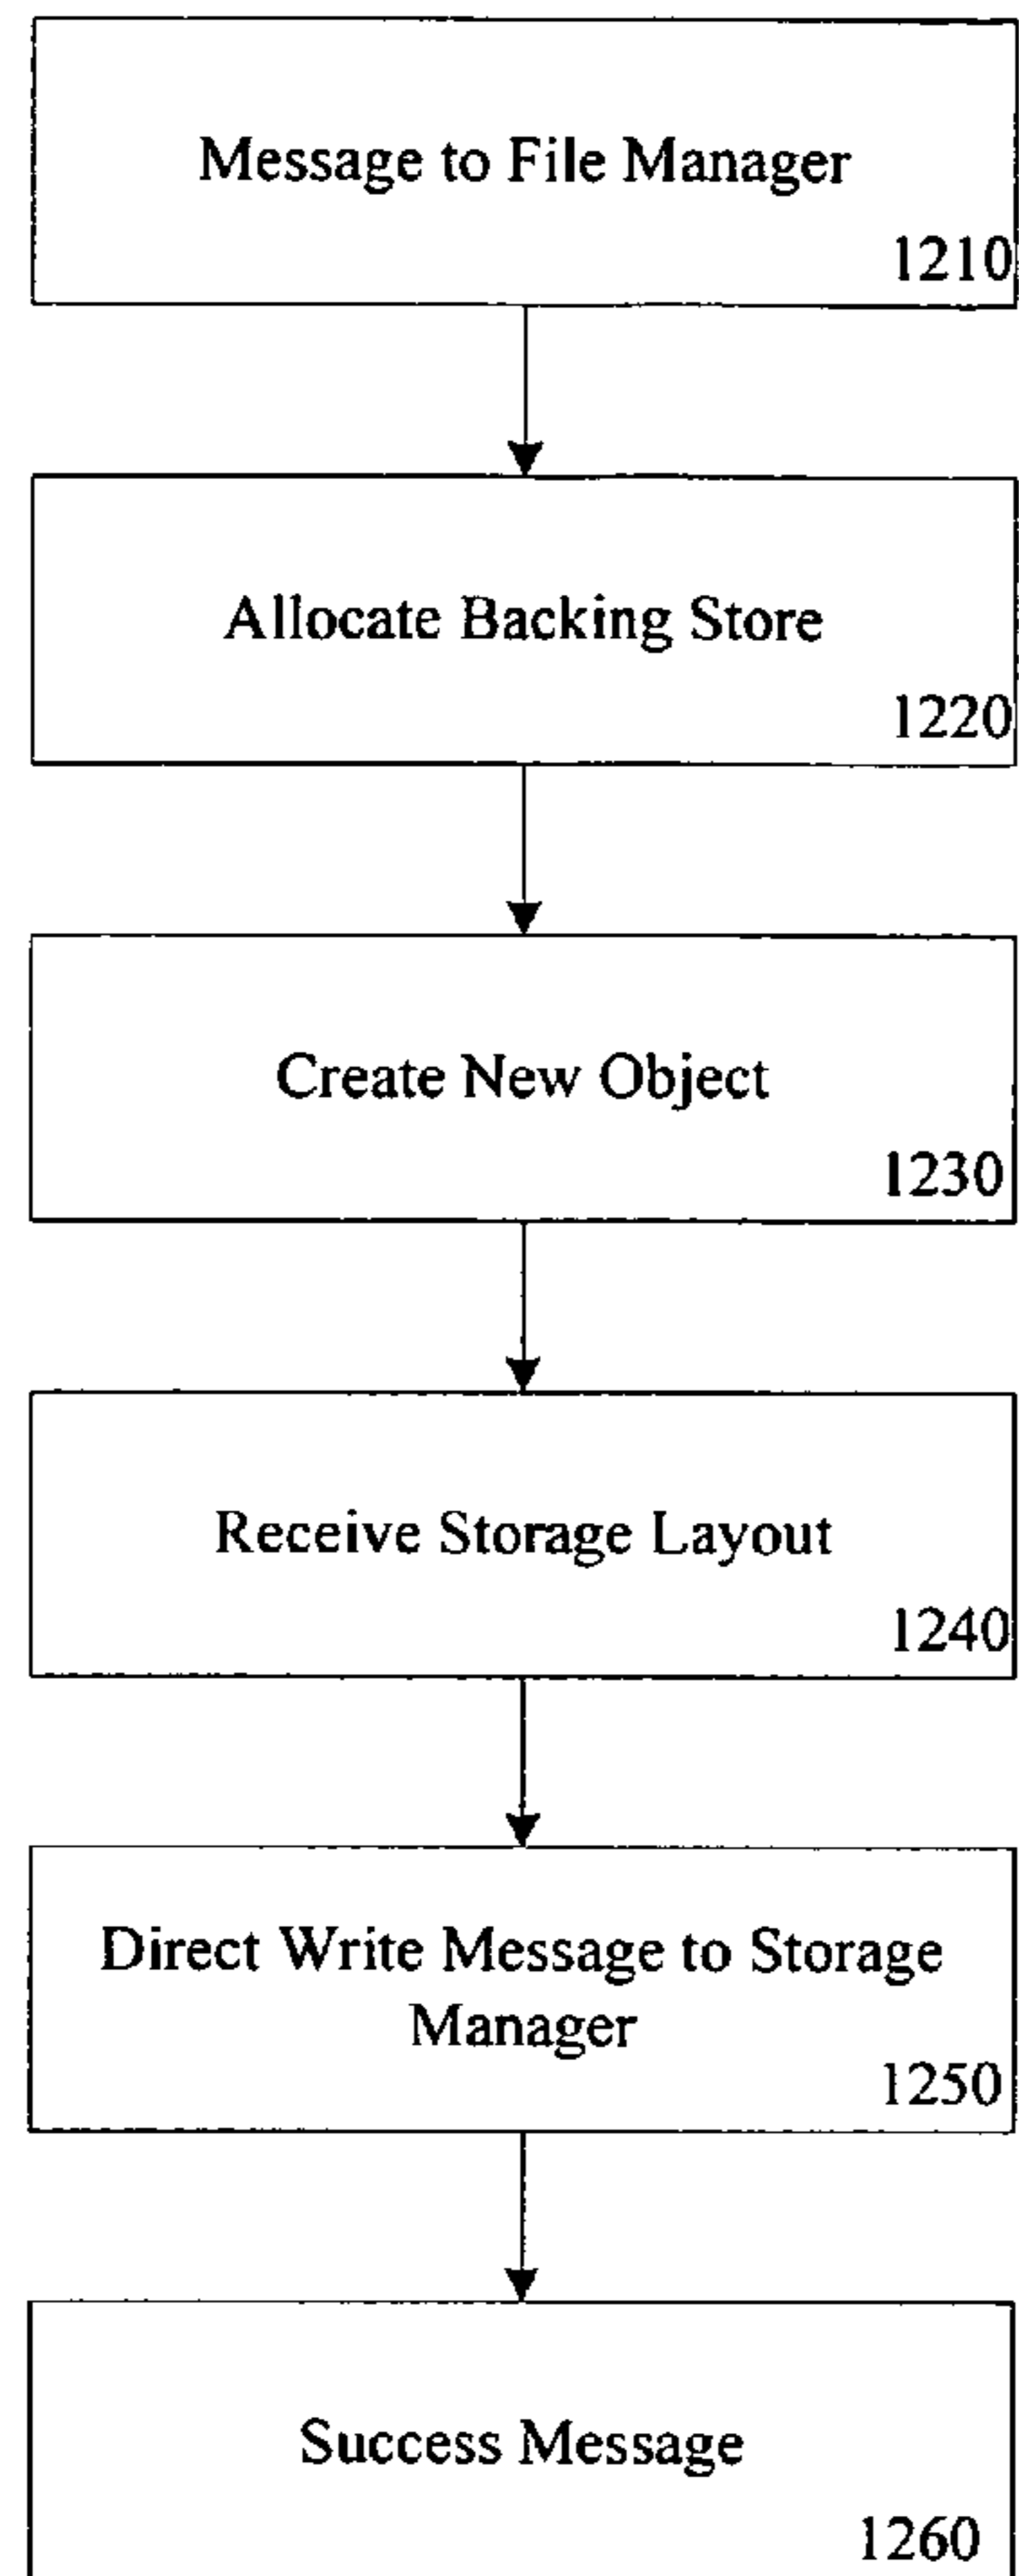 Message to File Manager
1210
Allocate Backing Store
1220
Create New Object
1230
Receive Storage Layout
1240
Direct Write Message to Storage
Manager
1250
Success Message
1260